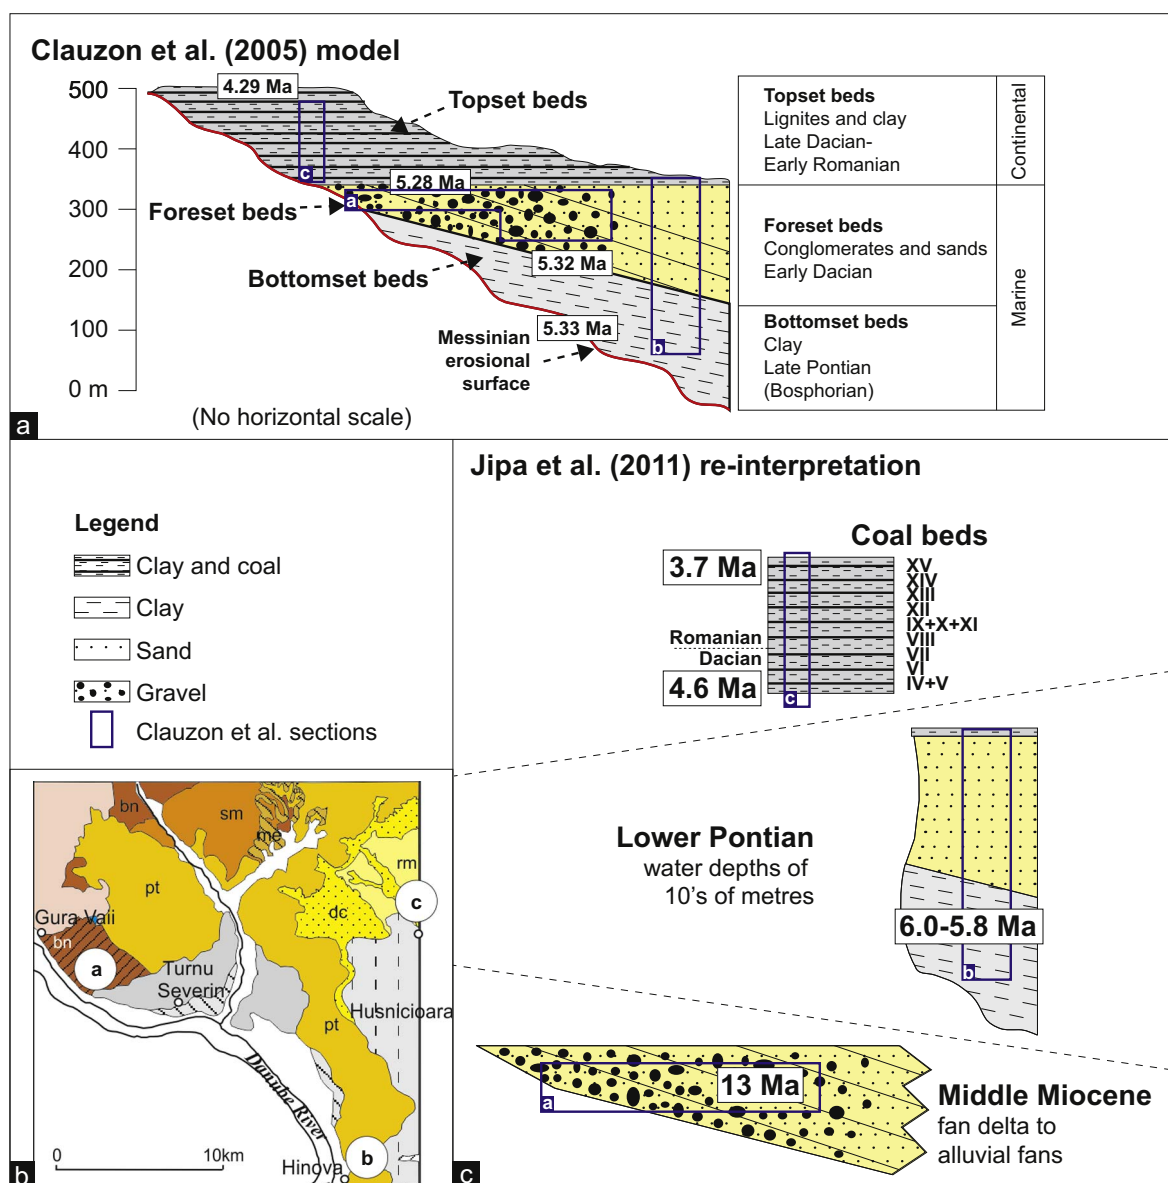 Clauzon et al. (2005) model
500
400
300
200
100
0 m
4.29 Ma
Topset beds
c
5.28 Ma
a
Foreset beds
Bottomset beds
5.32 Ma
5.33 Ma
Messinian
erosional
surface
b
(No horizontal scale)
a
Topset beds
Lignites and clay
Late Dacian-
Early Romanian
Continental
Foreset beds
Conglomerates and sands
Early Dacian
Marine
Bottomset beds
Clay
Late Pontian
(Bosphorian)
Legend
Clay and coal
Clay
Sand
Gravel
Clauzon et al. sections
bn
sm
me
rm
pt
dc
c
Gura Vaii
bn
a
Turnu
Severin
Husnicioara
pt
Danube River
0
10km
Hinova
b
b
Jipa et al. (2011) re-interpretation
Coal beds
3.7 Ma
XV
XIV
XIII
XII
IX+X+XI
VIII
VII
VI
IV+V
Romanian
Dacian
4.6 Ma
c
Lower Pontian
water depths of
10's of metres
6.0-5.8 Ma
b
13 Ma
a
Middle Miocene
fan delta to
alluvial fans
c